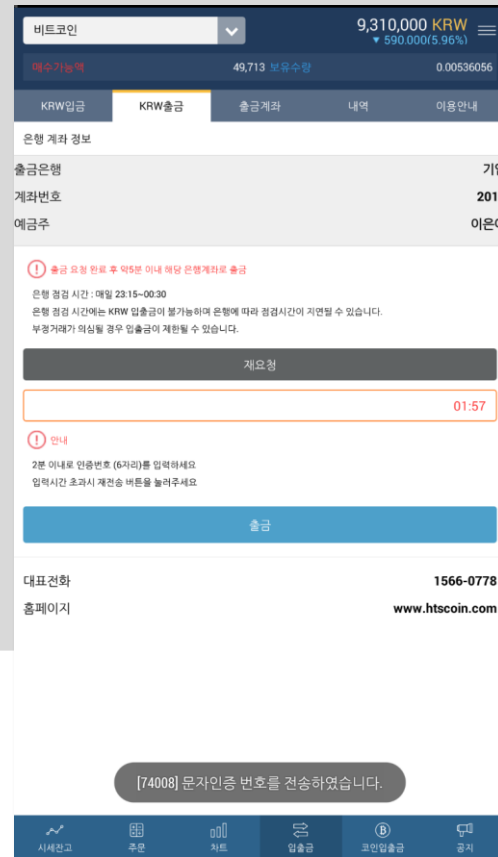 비트코인
9,310,000 KRW
▼ 590.000(5.96%)
매수가능액 49,713 보유수량 0.00536056
KRW입금 KRW출금 출금계좌 내역 이용안내
은행 계좌 정보
출금은행
계좌번호 201
예금주
출금 요청 완료 후 약5분 이내 해당 은행계좌로 출금
은행 점검 시간 : 매일 23:15~00:30
은행 점검 시간에는 KRW 입출금이 불가능하며 은행에 따라 점검시간이 지연될 수 있습니다.
부정거래가 의심될 경우 입출금이 제한될 수 있습니다.
재요청
01:57
안내
2분 이내로 인증번호 (6자리)를 입력하세요
입력시간 초과시 재전송 버튼을 눌러주세요
출금
대표전화 1566-0778
홈페이지 www.htscoin.com
[74008] 문자인증 번호를 전송하였습니다.
시세잔고 주문 차트 입출금 코인입출금 공지